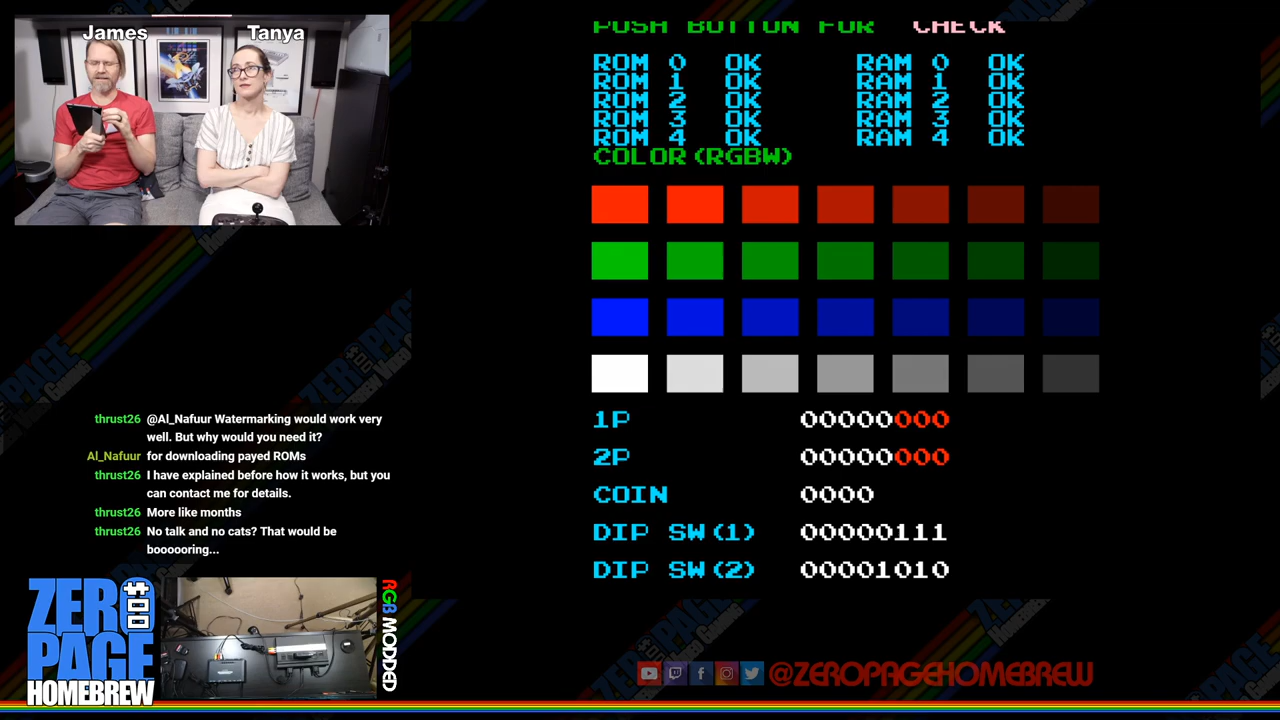 James
Tanya
PUSH BUTTON FOR CHECK
ROM 0 OK RAM 0 OK
ROM 1 OK RAM 1 OK
ROM 2 OK RAM 2 OK
ROM 3 OK RAM 3 OK
ROM 4 OK RAM 4 OK
COLOR(RGBW)
1P 00000000
2P 00000000
COIN 0000
DIP SW(1) 00000111
DIP SW(2) 00001010
thrust26 @Al_Nafuur Watermarking would work very
well. But why would you need it?
Al_Nafuur for downloading payed ROMs
thrust26 I have explained before how it works, but you
can contact me for details.
thrust26 More like months
thrust26 No talk and no cats? That would be
boooooring...
ZERO
PAGE
HOMEBREW
RGB MODDED
@ZEROPAGEHOMEBREW